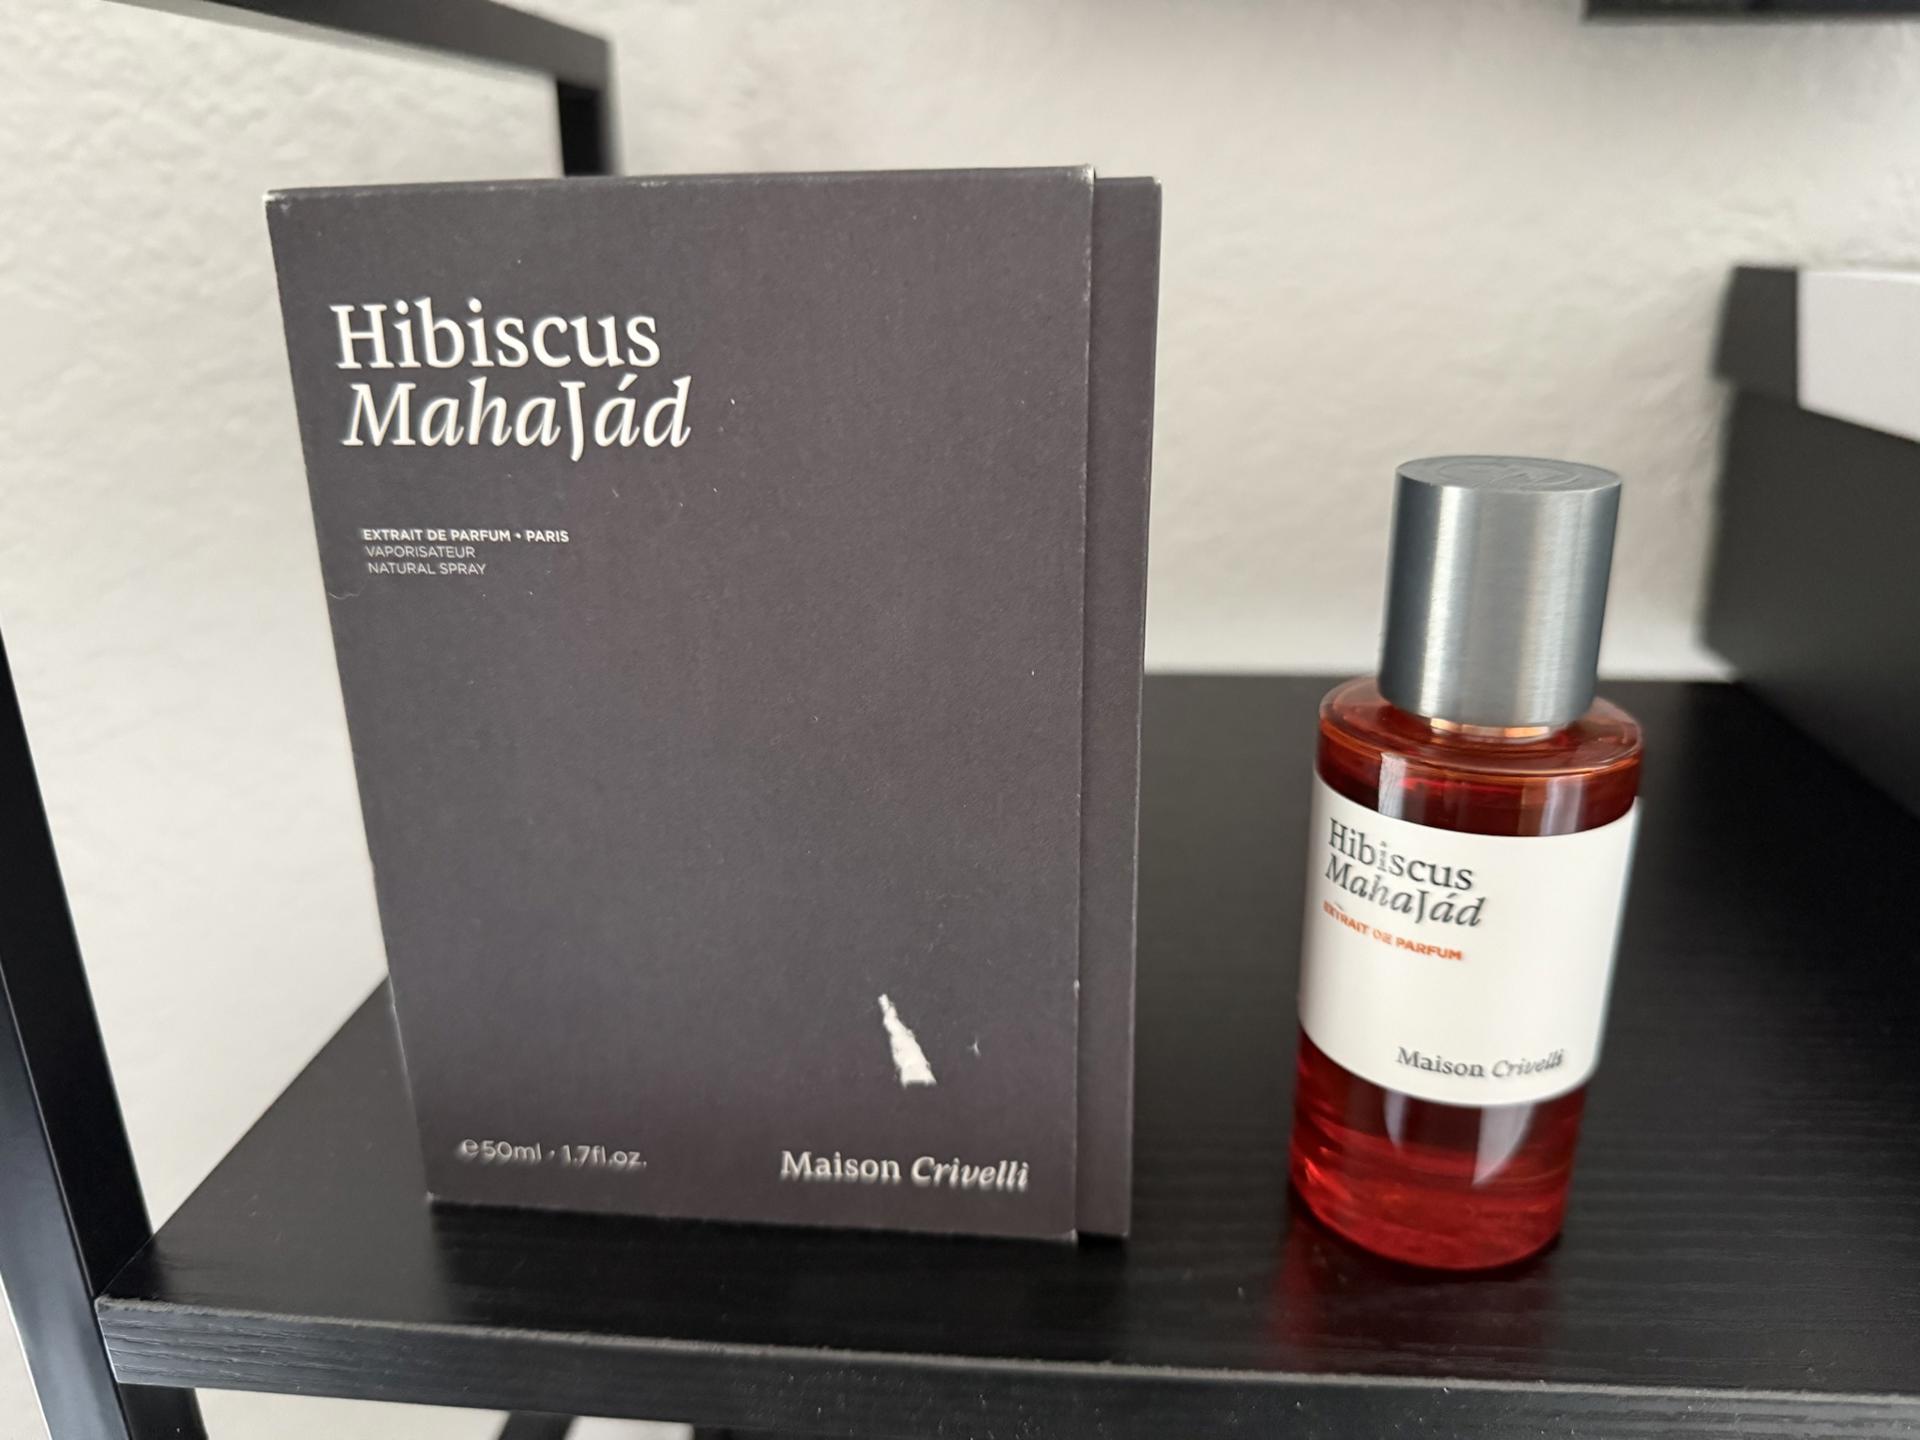 Hibiscus
MahaJád
EXTRAIT DE PARFUM • PARIS
VAPORISATEUR
NATURAL SPRAY
℮50ml • 1.7fl.oz.
Maison Crivelli
Hibiscus
MahaJád
EXTRAIT DE PARFUM
Maison Crivelli